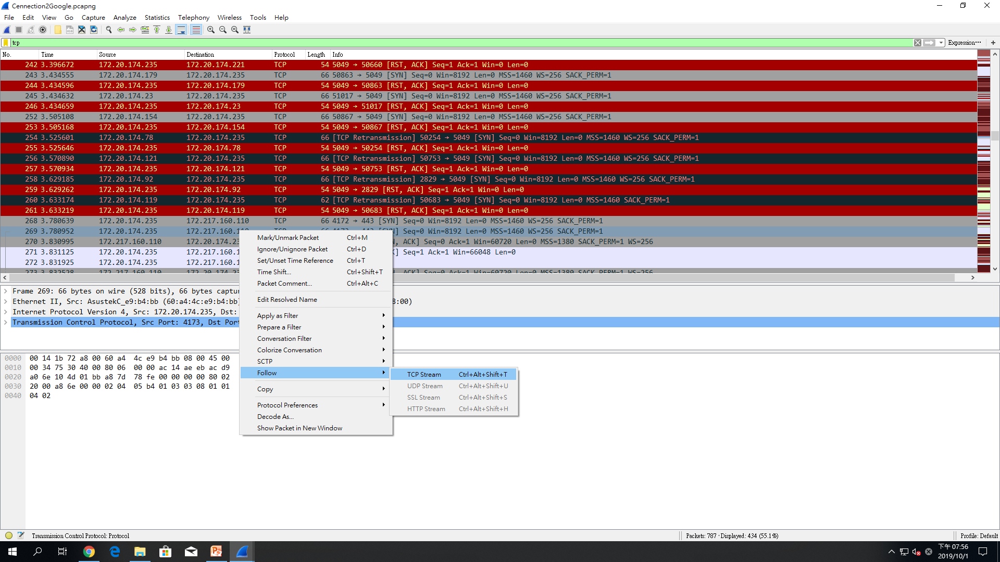 Cennection2Google.pcapng
File Edit View Go Capture Analyze Statistics Telephony Wireless Tools Help
tcp Expression… +
No. Time Source Destination Protocol Length Info
242 3.396672 172.20.174.235 172.20.174.221 TCP 54 5049 → 50660 [RST, ACK] Seq=1 Ack=1 Win=0 Len=0
243 3.434555 172.20.174.179 172.20.174.235 TCP 66 50863 → 5049 [SYN] Seq=0 Win=8192 Len=0 MSS=1460 WS=256 SACK_PERM=1
244 3.434596 172.20.174.235 172.20.174.179 TCP 54 5049 → 50863 [RST, ACK] Seq=1 Ack=1 Win=0 Len=0
245 3.434632 172.20.174.23 172.20.174.235 TCP 66 51017 → 5049 [SYN] Seq=0 Win=8192 Len=0 MSS=1460 WS=256 SACK_PERM=1
246 3.434659 172.20.174.235 172.20.174.23 TCP 54 5049 → 51017 [RST, ACK] Seq=1 Ack=1 Win=0 Len=0
252 3.505108 172.20.174.154 172.20.174.235 TCP 66 50867 → 5049 [SYN] Seq=0 Win=8192 Len=0 MSS=1460 WS=256 SACK_PERM=1
253 3.505168 172.20.174.235 172.20.174.154 TCP 54 5049 → 50867 [RST, ACK] Seq=1 Ack=1 Win=0 Len=0
254 3.525601 172.20.174.78 172.20.174.235 TCP 66 [TCP Retransmission] 50254 → 5049 [SYN] Seq=0 Win=8192 Len=0 MSS=1460 WS=256 SACK_PERM=1
255 3.525646 172.20.174.235 172.20.174.78 TCP 54 5049 → 50254 [RST, ACK] Seq=1 Ack=1 Win=0 Len=0
256 3.570890 172.20.174.121 172.20.174.235 TCP 66 [TCP Retransmission] 50753 → 5049 [SYN] Seq=0 Win=8192 Len=0 MSS=1460 WS=256 SACK_PERM=1
257 3.570934 172.20.174.235 172.20.174.121 TCP 54 5049 → 50753 [RST, ACK] Seq=1 Ack=1 Win=0 Len=0
258 3.629185 172.20.174.92 172.20.174.235 TCP 66 [TCP Retransmission] 2829 → 5049 [SYN] Seq=0 Win=8192 Len=0 MSS=1460 WS=256 SACK_PERM=1
259 3.629262 172.20.174.235 172.20.174.92 TCP 54 5049 → 2829 [RST, ACK] Seq=1 Ack=1 Win=0 Len=0
260 3.633174 172.20.174.119 172.20.174.235 TCP 62 [TCP Retransmission] 50683 → 5049 [SYN] Seq=0 Win=8192 Len=0 MSS=1460 SACK_PERM=1
261 3.633219 172.20.174.235 172.20.174.119 TCP 54 5049 → 50683 [RST, ACK] Seq=1 Ack=1 Win=0 Len=0
268 3.780639 172.20.174.235 172.217.160.110 TCP 66 4172 → 443 [SYN] Seq=0 Win=8192 Len=0 MSS=1460 WS=256 SACK_PERM=1
269 3.780952 172.20.174.235 172.217.160.110 TCP 66 4173 → 443 [SYN] Seq=0 Win=8192 Len=0 MSS=1460 WS=256 SACK_PERM=1
270 3.830995 172.217.160.110 172.20.174.2 , ACK] Seq=0 Ack=1 Win=60720 Len=0 MSS=1380 SACK_PERM=1 WS=256
271 3.831125 172.20.174.235 172.217.160.1 ] Seq=1 Ack=1 Win=66048 Len=0
272 3.831925 172.20.174.235 172.217.160.1
273 3.832528 172.217.160.110 172.20.174.23 , ACK] Seq=0 Ack=1 Win=60720 Len=0 MSS=1380 SACK_PERM=1 WS=256
Mark/Unmark Packet Ctrl+M
Ignore/Unignore Packet Ctrl+D
Set/Unset Time Reference Ctrl+T
Time Shift... Ctrl+Shift+T
Packet Comment... Ctrl+Alt+C
Edit Resolved Name
Apply as Filter
Prepare a Filter
Conversation Filter
Colorize Conversation
SCTP
Follow
Copy
Protocol Preferences
Decode As...
Show Packet in New Window
TCP Stream Ctrl+Alt+Shift+T
UDP Stream Ctrl+Alt+Shift+U
SSL Stream Ctrl+Alt+Shift+S
HTTP Stream Ctrl+Alt+Shift+H
Frame 269: 66 bytes on wire (528 bits), 66 bytes captu
Ethernet II, Src: AsustekC_e9:b4:bb (60:a4:4c:e9:b4:bb) 8:00)
Internet Protocol Version 4, Src: 172.20.174.235, Dst:
Transmission Control Protocol, Src Port: 4173, Dst Port
0000 00 14 1b 72 a8 00 60 a4 4c e9 b4 bb 08 00 45 00
0010 00 34 75 30 40 00 80 06 00 00 ac 14 ae eb ac d9
0020 a0 6e 10 4d 01 bb a8 7d 78 fe 00 00 00 00 80 02
0030 20 00 a8 6e 00 00 02 04 05 b4 01 03 03 08 01 01
0040 04 02
Transmission Control Protocol: Protocol
Packets: 787 · Displayed: 434 (55.1%)
Profile: Default
下午 07:56
2019/10/1